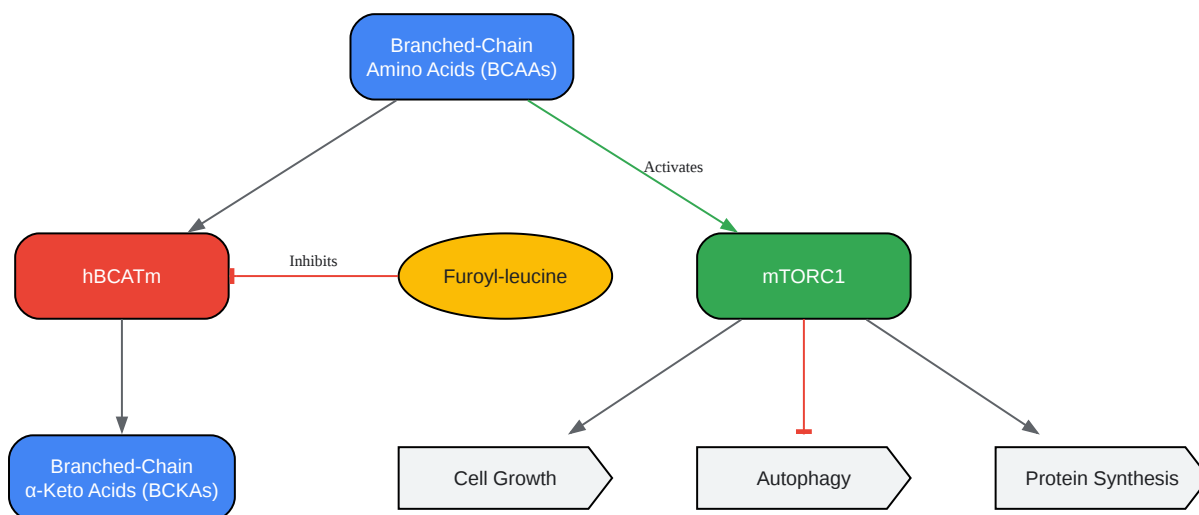 Branched-Chain
Amino Acids (BCAAs)
Activates
hBCATm
Inhibits
Furoyl-leucine
mTORC1
Branched-Chain
α-Keto Acids (BCKAs)
Cell Growth
Autophagy
Protein Synthesis